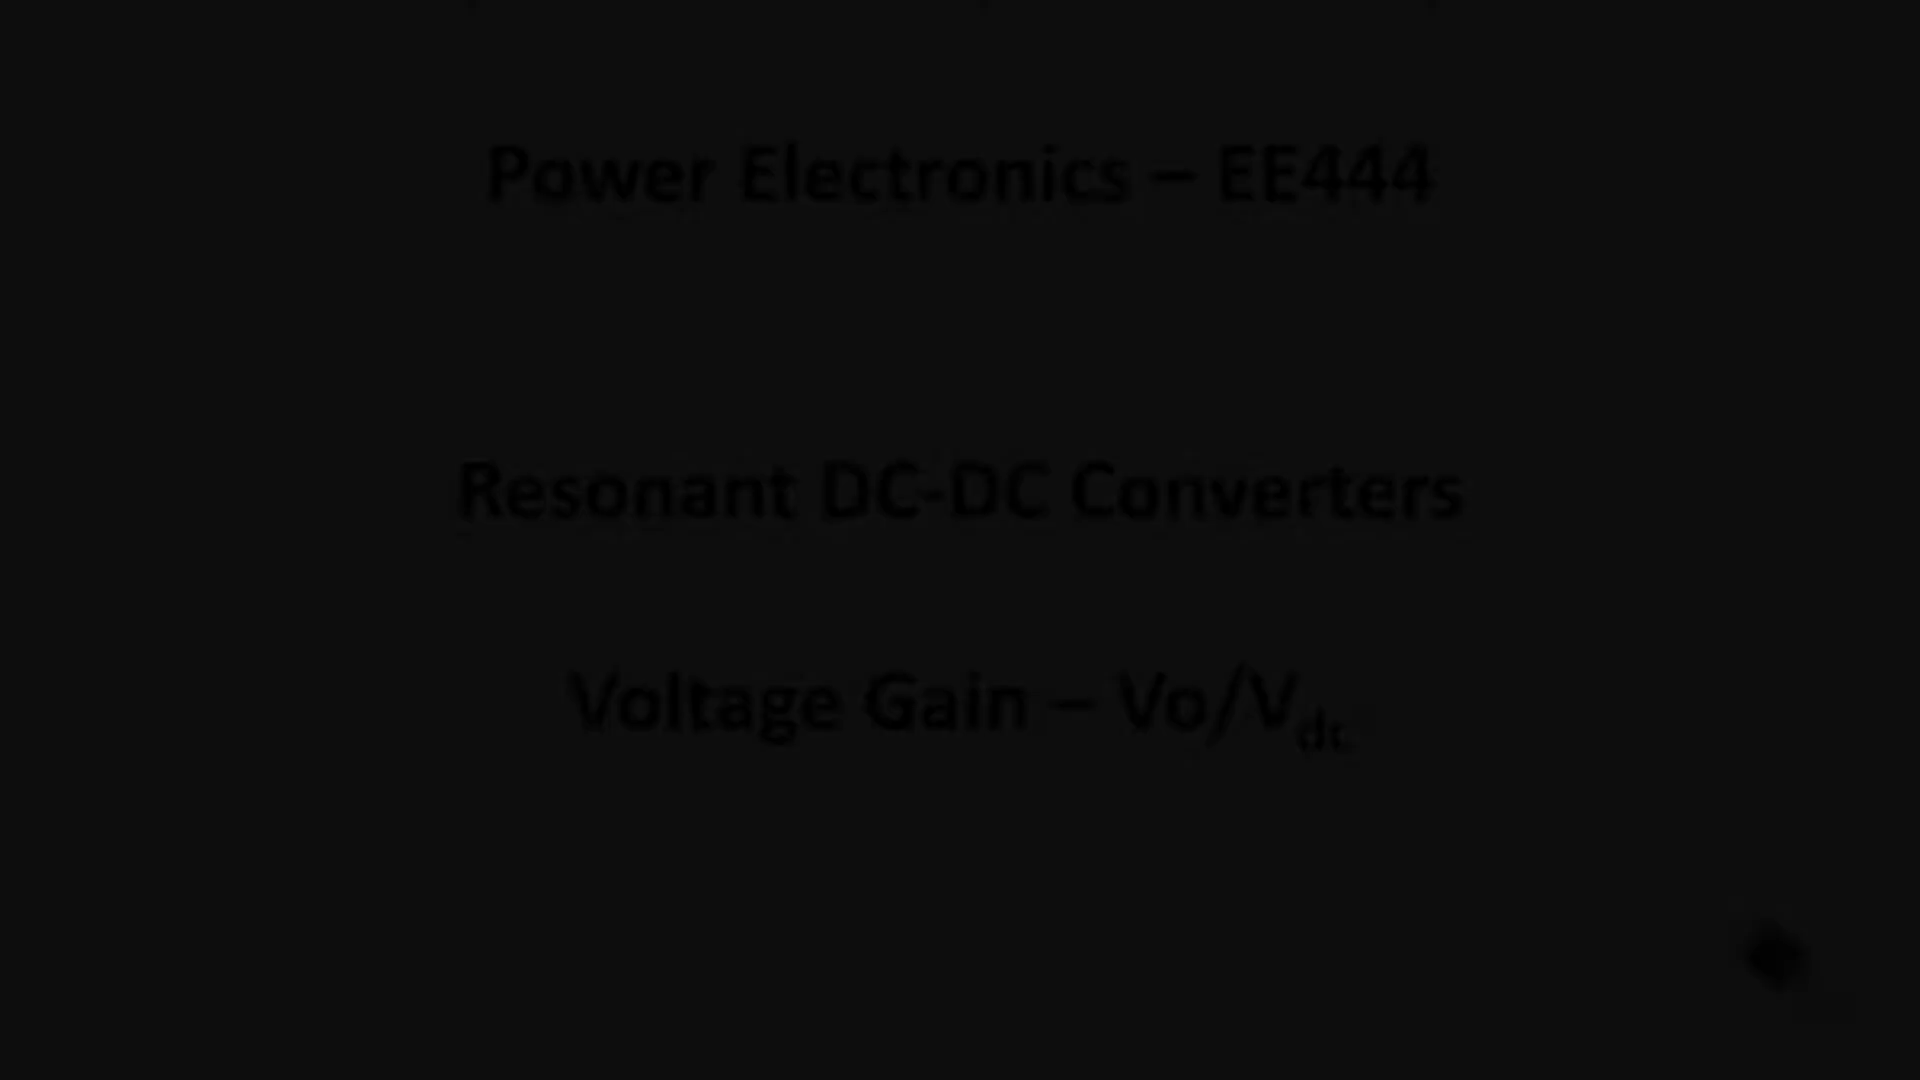 Power Electronics – EE444
Resonant DC-DC Converters
Voltage Gain – Vo/Vdc